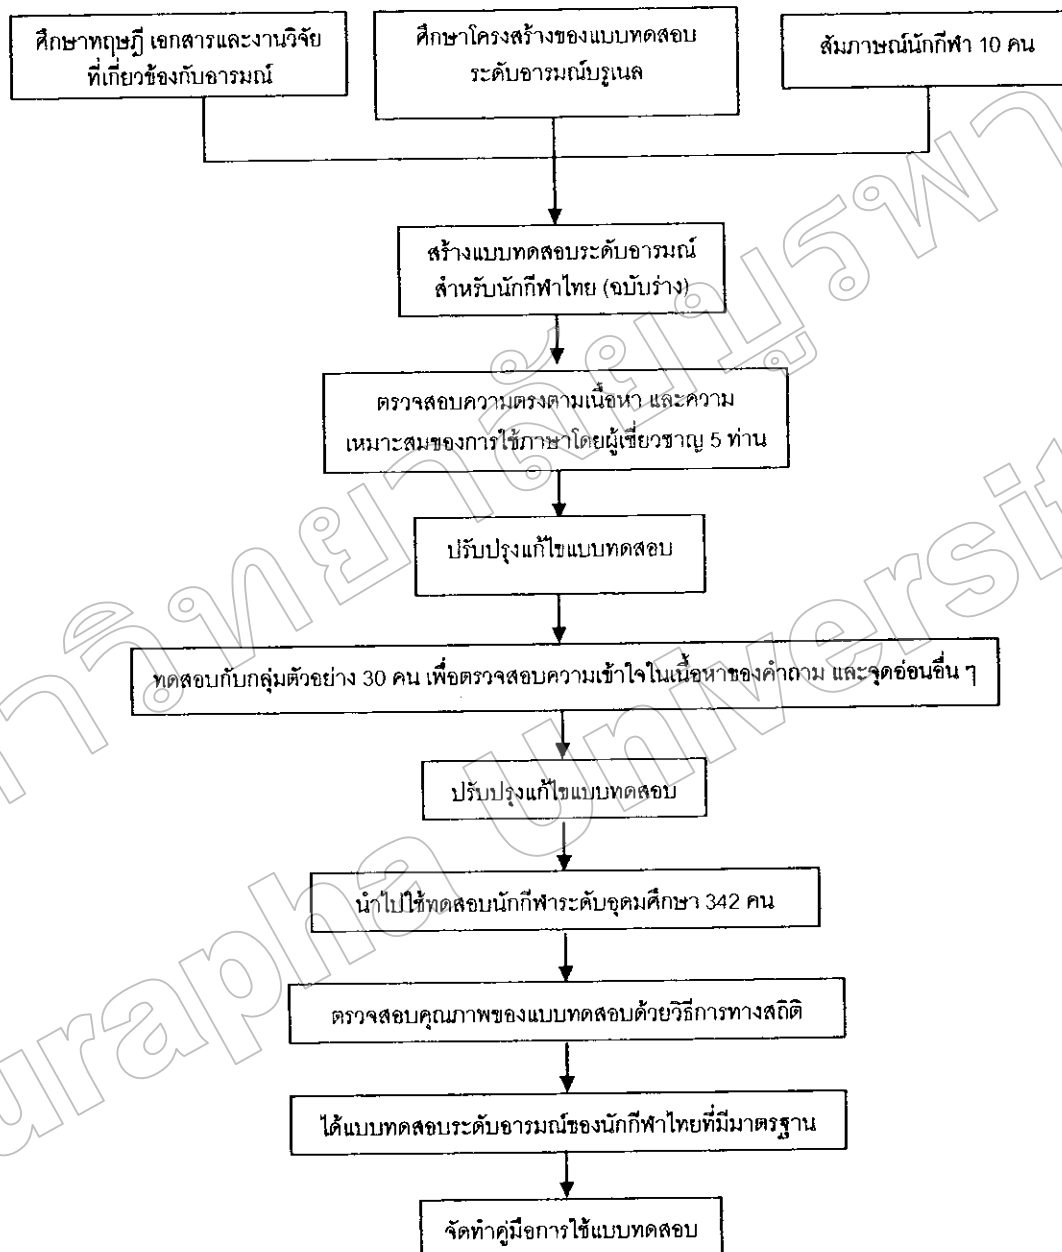 ศึกษาทฤษฎี เอกสารและงานวิจัย
ที่เกี่ยวข้องกับอารมณ์
ศึกษาโครงสร้างของแบบทดสอบ
ระดับอารมณ์บรูเนล
สัมภาษณ์นักกีฬา 10 คน
สร้างแบบทดสอบระดับอารมณ์
สำหรับนักกีฬาไทย (ฉบับร่าง)
ตรวจสอบความตรงตามเนื้อหา และความ
เหมาะสมของการใช้ภาษาโดยผู้เชี่ยวชาญ 5 ท่าน
ปรับปรุงแก้ไขแบบทดสอบ
ทดสอบกับกลุ่มตัวอย่าง 30 คน เพื่อตรวจสอบความเข้าใจในเนื้อหาของคำถาม และจุดอ่อนอื่น ๆ
ปรับปรุงแก้ไขแบบทดสอบ
นำไปใช้ทดสอบนักกีฬาระดับอุดมศึกษา 342 คน
ตรวจสอบคุณภาพของแบบทดสอบด้วยวิธีการทางสถิติ
ได้แบบทดสอบระดับอารมณ์ของนักกีฬาไทยที่มีมาตรฐาน
จัดทำคู่มือการใช้แบบทดสอบ
าวิทยาลัยบูรพา
urapha Universit